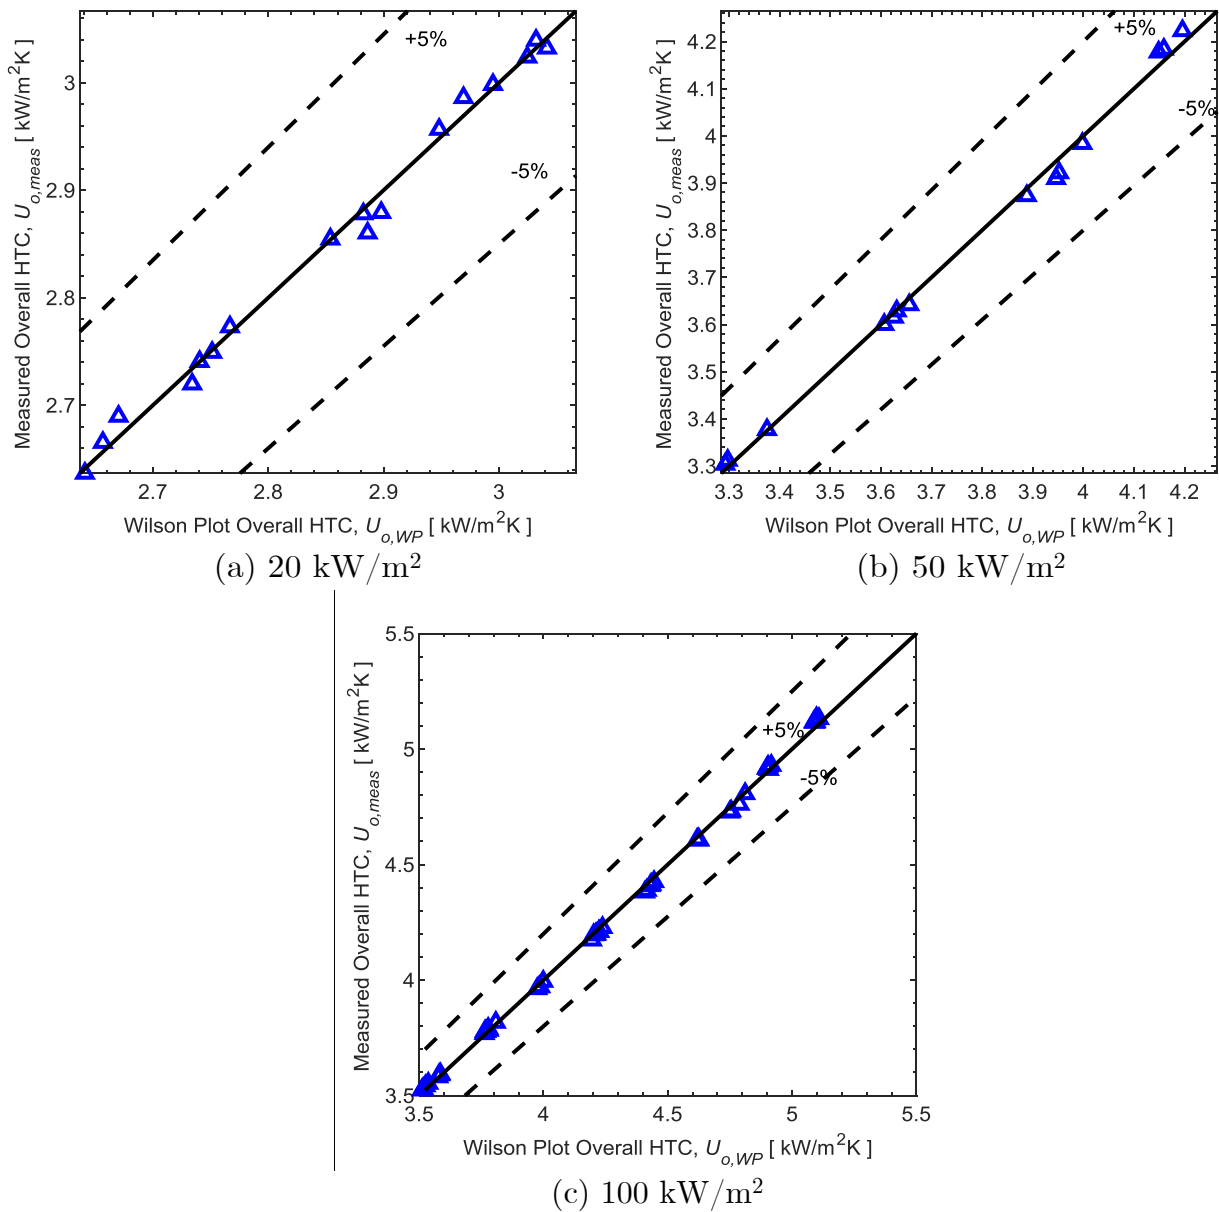 Measured Overall HTC, U_o,meas [ kW/m²K ]
3
2.9
2.8
2.7
+5%
-5%
2.7 2.8 2.9 3
Wilson Plot Overall HTC, U_o,WP [ kW/m²K ]
(a) 20 kW/m²
Measured Overall HTC, U_o,meas [ kW/m²K ]
4.2
4.1
4
3.9
3.8
3.7
3.6
3.5
3.4
3.3
+5%
-5%
3.3 3.4 3.5 3.6 3.7 3.8 3.9 4 4.1 4.2
Wilson Plot Overall HTC, U_o,WP [ kW/m²K ]
(b) 50 kW/m²
Measured Overall HTC, U_o,meas [ kW/m²K ]
5.5
5
4.5
4
3.5
+5%
-5%
3.5 4 4.5 5 5.5
Wilson Plot Overall HTC, U_o,WP [ kW/m²K ]
(c) 100 kW/m²